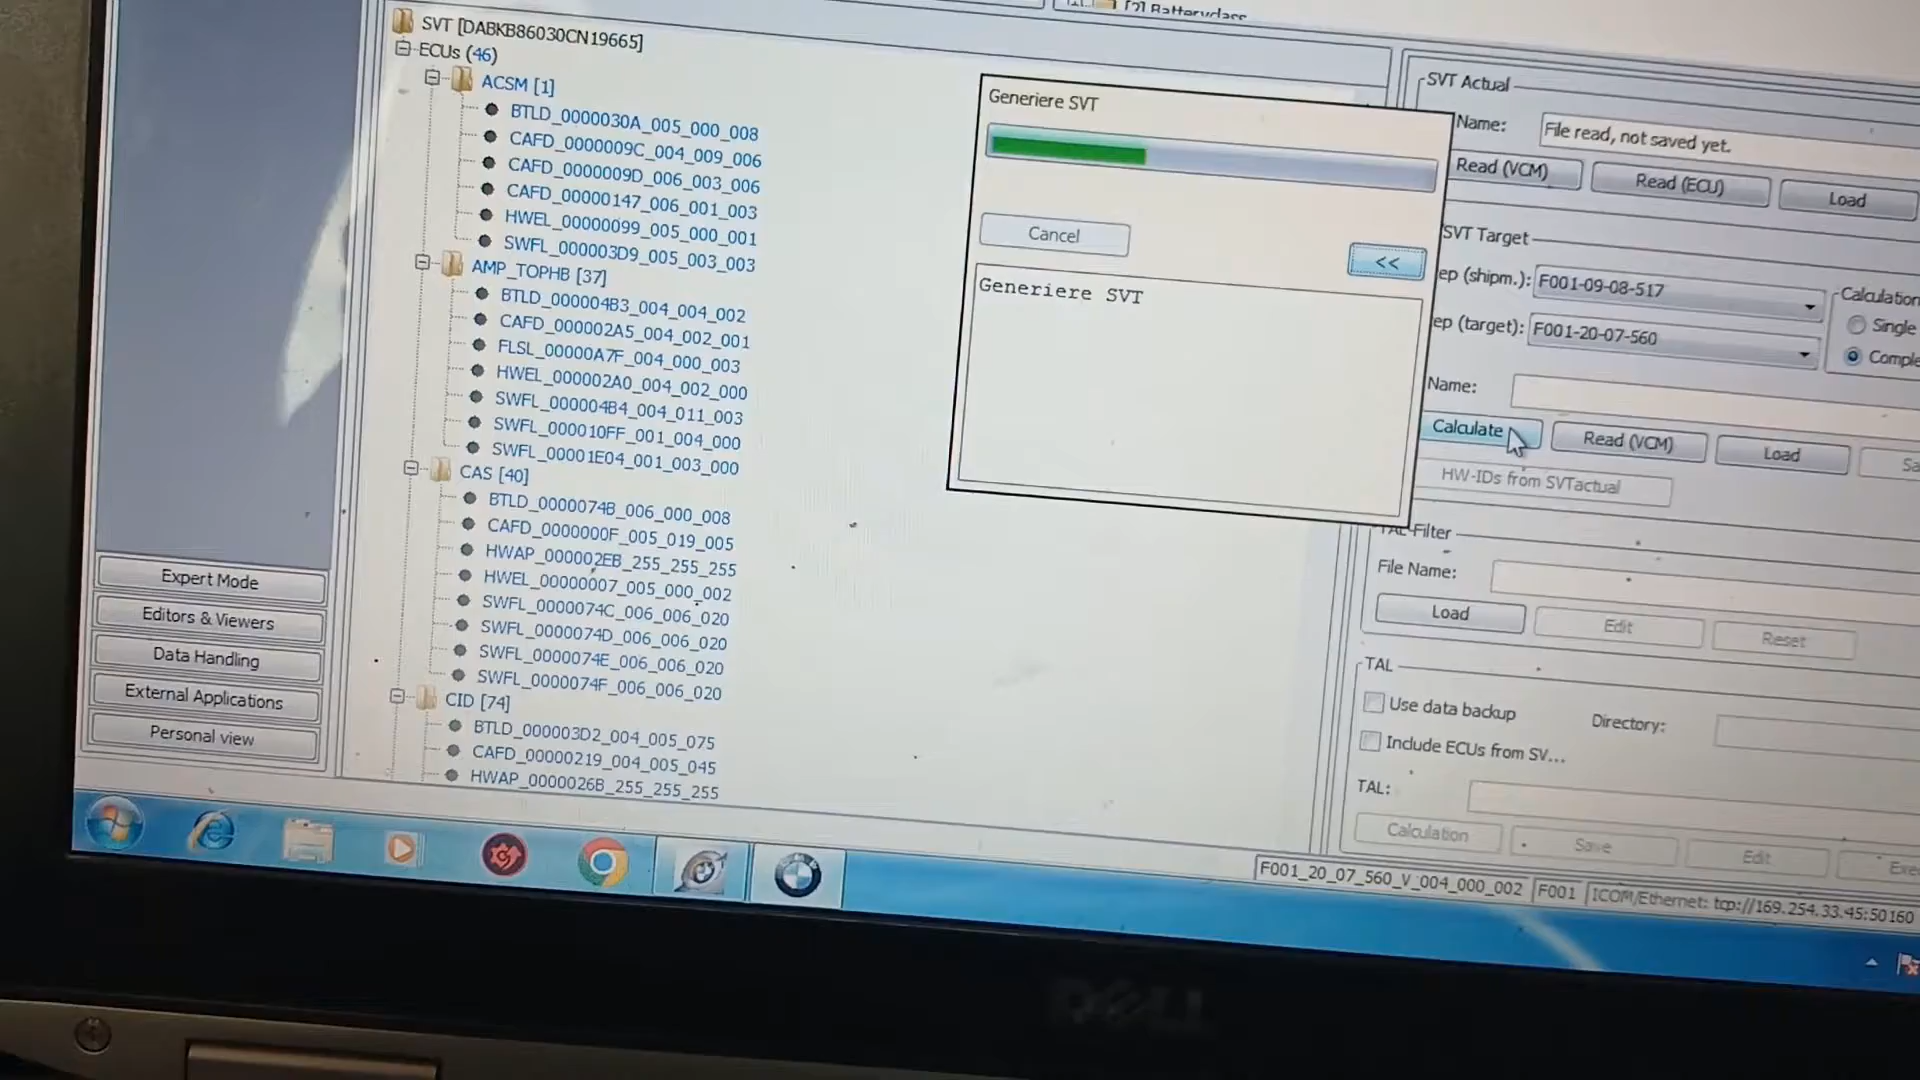 [2] Batteryclass
SVT [DABKB86030CN19665]
ECUs (46)
ACSM [1]
BTLD_0000030A_005_000_008
CAFD_0000009C_004_009_006
CAFD_0000009D_006_003_006
CAFD_00000147_006_001_003
HWEL_00000099_005_000_001
SWFL_000003D9_005_003_003
AMP_TOPHB [37]
BTLD_000004B3_004_004_002
CAFD_000002A5_004_002_001
FLSL_00000A7F_004_000_003
HWEL_000002A0_004_002_000
SWFL_000004B4_004_011_003
SWFL_000010FF_001_004_000
SWFL_00001E04_001_003_000
CAS [40]
BTLD_0000074B_006_000_008
CAFD_0000000F_005_019_005
HWAP_000002EB_255_255_255
HWEL_00000007_005_000_002
SWFL_0000074C_006_006_020
SWFL_0000074D_006_006_020
SWFL_0000074E_006_006_020
SWFL_0000074F_006_006_020
CID [74]
BTLD_000003D2_004_005_075
CAFD_00000219_004_005_045
HWAP_0000026B_255_255_255
Expert Mode
Editors & Viewers
Data Handling
External Applications
Personal view
Generiere SVT
Cancel
<<
Generiere SVT
SVT Actual
Name: File read, not saved yet.
Read (VCM) Read (ECU) Load
SVT Target
ep (shipm.): F001-09-08-517
ep (target): F001-20-07-560
Calculation
Single
Comple
Name:
Calculate Read (VCM) Load Sa
HW-IDs from SVTactual
TAL-Filter
File Name:
Load Edit Reset
TAL
Use data backup Directory:
Include ECUs from SV...
TAL:
Calculation Save Edit Exe
F001_20_07_560_V_004_000_002 F001 ICOM/Ethernet: tcp://169.254.33.45:50160
DELL